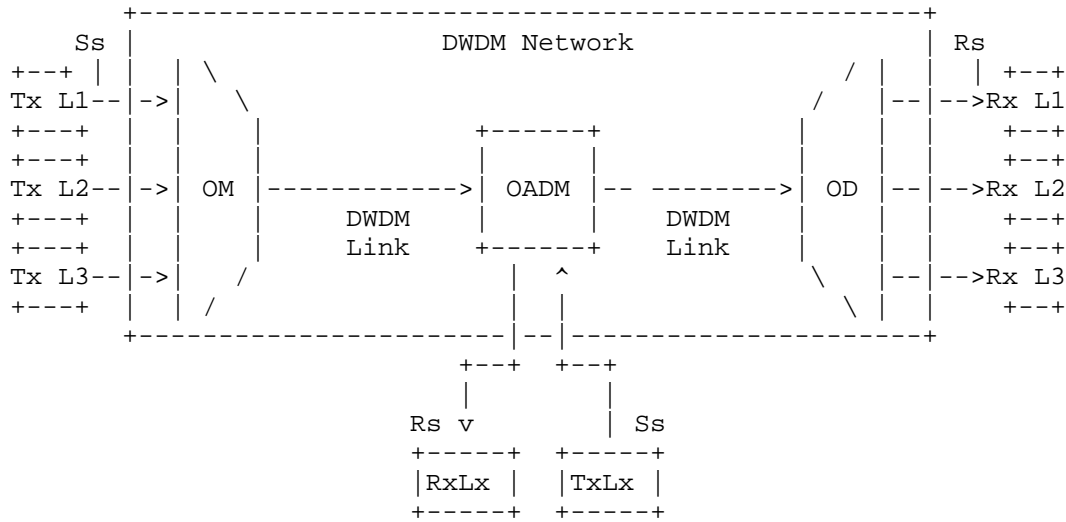 Ss DWDM Network Rs
Tx L1 Rx L1
Tx L2 OM OADM OD Rx L2
DWDM DWDM
Link Link
Tx L3 Rx L3
Rs v Ss
RxLx TxLx